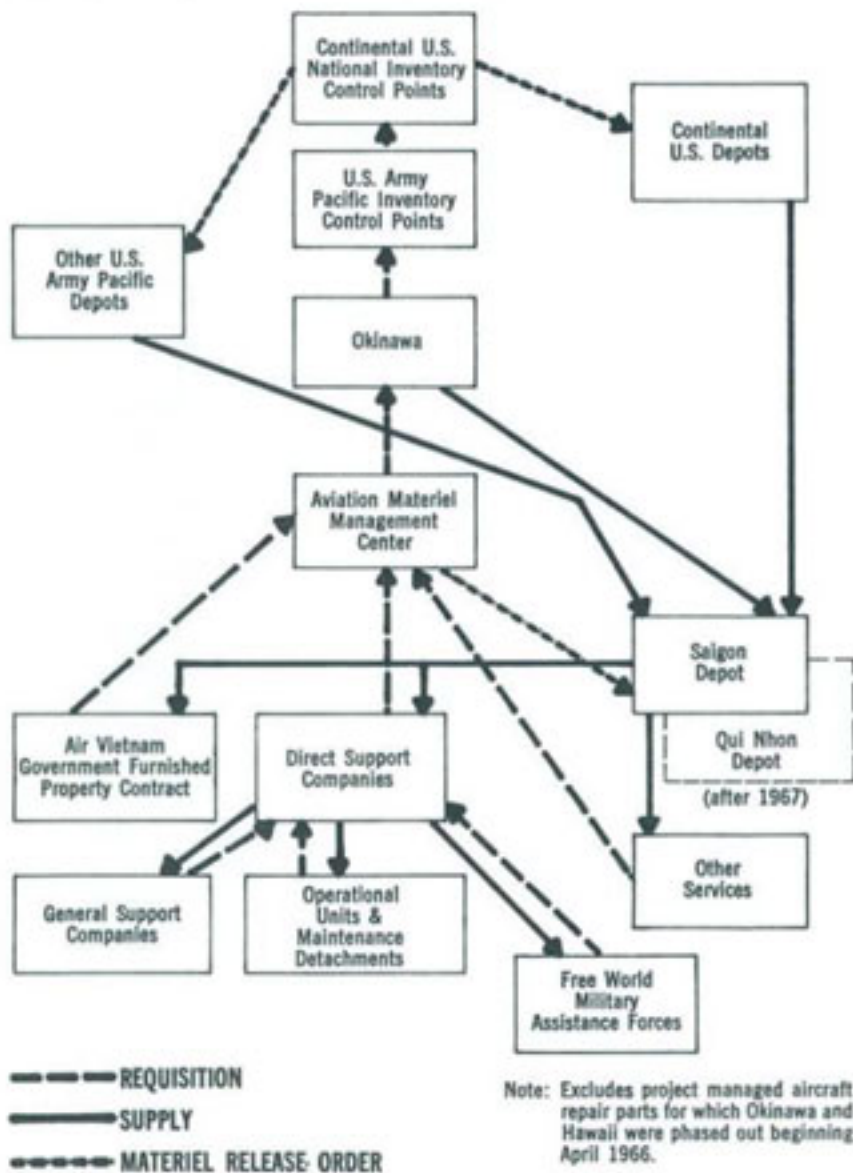 Continental U.S.
National Inventory
Control Points
Continental
U.S. Depots
U.S. Army
Pacific Inventory
Control Points
Other U.S.
Army Pacific
Depots
Okinawa
Aviation Materiel
Management
Center
Saigon
Depot
Air Vietnam
Government Furnished
Property Contract
Direct Support
Companies
Qui Nhon
Depot
(after 1967)
General Support
Companies
Operational
Units &
Maintenance
Detachments
Other
Services
Free World
Military
Assistance Forces
REQUISITION
SUPPLY
MATERIEL RELEASE ORDER
Note: Excludes project managed aircraft
repair parts for which Okinawa and
Hawaii were phased out beginning
April 1966.